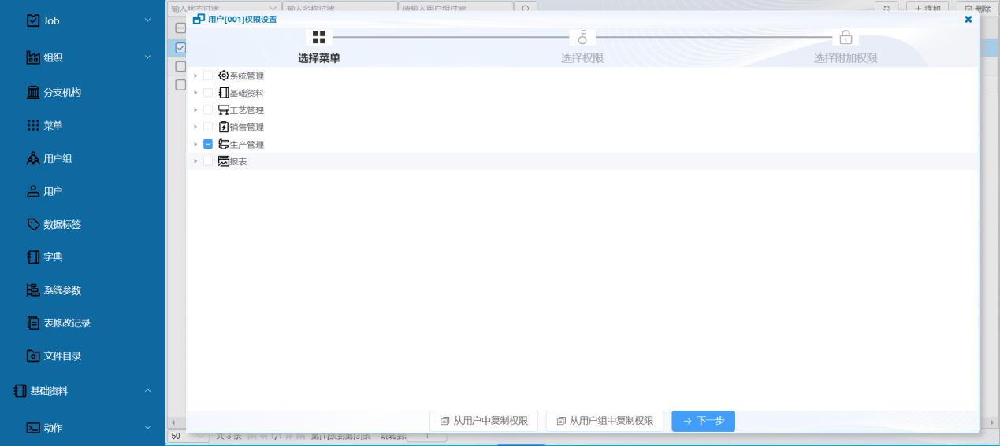 Job
组织
分支机构
菜单
用户组
用户
数据标签
字典
系统参数
表修改记录
文件目录
基础资料
动作
输入状态过滤
输入名称过滤
请输入用户组过滤
添加
删除
用户[001]权限设置
选择菜单
选择权限
选择附加权限
系统管理
基础资料
工艺管理
销售管理
生产管理
报表
从用户中复制权限
从用户组中复制权限
下一步
50
共 3 条
1/1
第[1]条到第[3]条
跳转到:
1